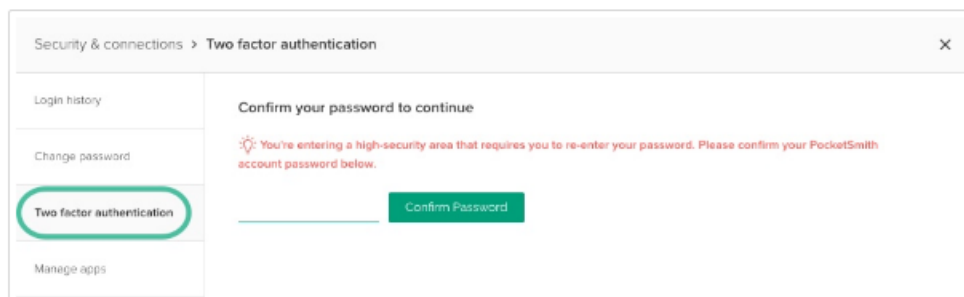 Security & connections > Two factor authentication
Login history
Change password
Two factor authentication
Manage apps
Confirm your password to continue
You're entering a high-security area that requires you to re-enter your password. Please confirm your PocketSmith
account password below.
Confirm Password